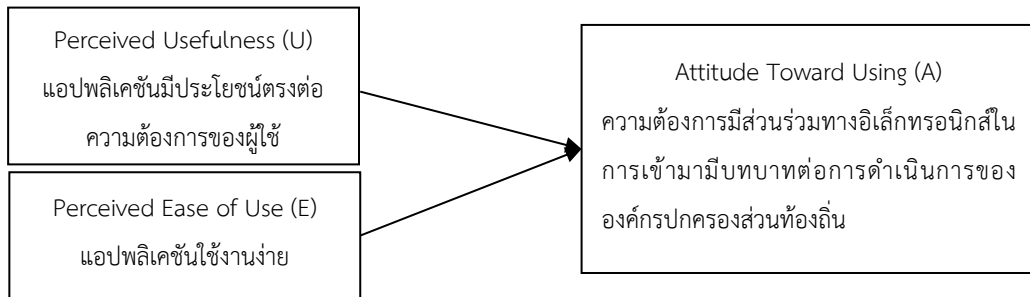 Perceived Usefulness (U)
แอปพลิเคชันมีประโยชน์ตรงต่อ
ความต้องการของผู้ใช้
Perceived Ease of Use (E)
แอปพลิเคชันใช้งานง่าย
Attitude Toward Using (A)
ความต้องการมีส่วนร่วมทางอิเล็กทรอนิกส์ใน
การเข้ามามีบทบาทต่อการดำเนินการของ
องค์กรปกครองส่วนท้องถิ่น